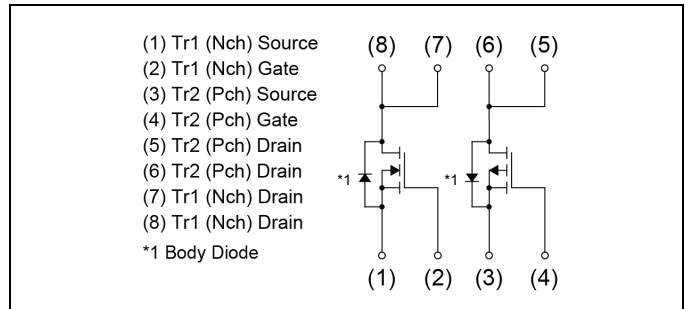 (1) Tr1 (Nch) Source
(2) Tr1 (Nch) Gate
(3) Tr2 (Pch) Source
(4) Tr2 (Pch) Gate
(5) Tr2 (Pch) Drain
(6) Tr2 (Pch) Drain
(7) Tr1 (Nch) Drain
(8) Tr1 (Nch) Drain
*1 Body Diode
(8) (7) (6) (5)
*1 *1
(1) (2) (3) (4)